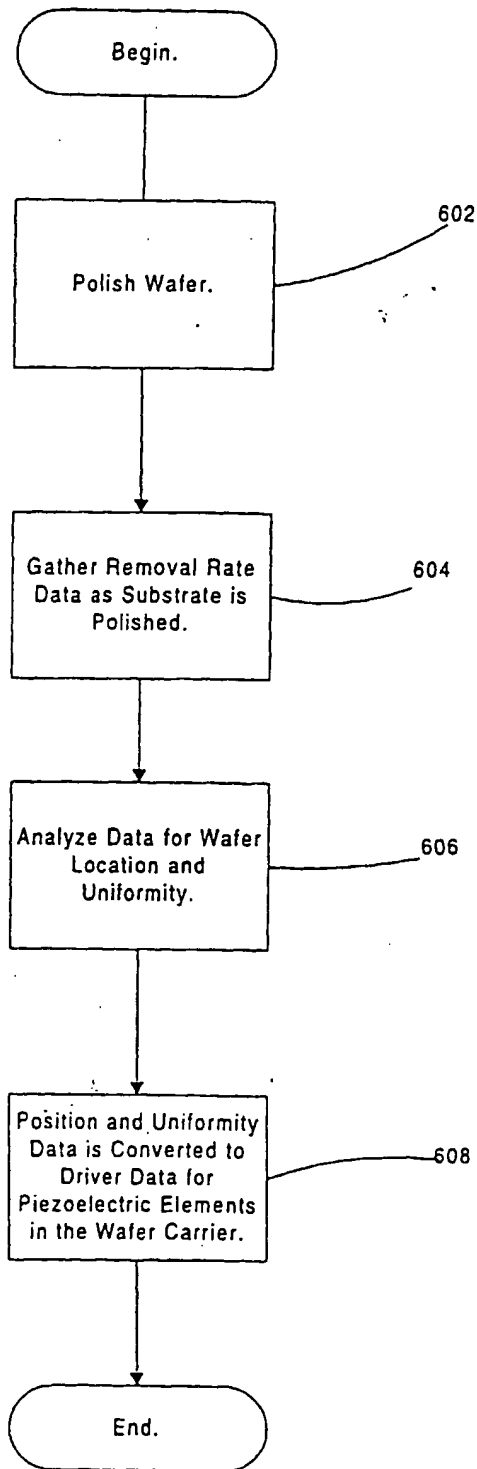 Begin.
602
Polish Wafer.
604
Gather Removal Rate
Data as Substrate is
Polished.
606
Analyze Data for Wafer
Location and
Uniformity.
608
Position and Uniformity
Data is Converted to
Driver Data for
Piezoelectric Elements
in the Wafer Carrier.
End.